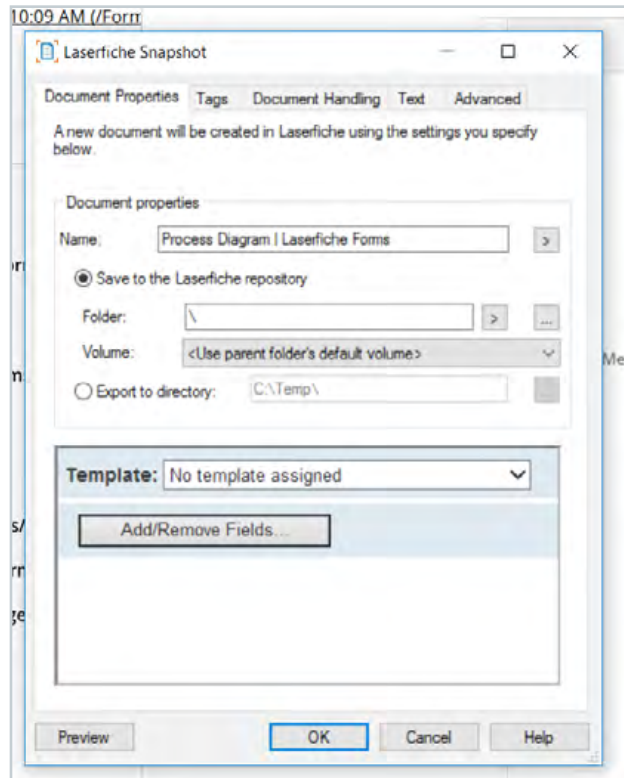 10:09 AM (/Form
Laserfiche Snapshot
Document Properties Tags Document Handling Text Advanced
A new document will be created in Laserfiche using the settings you specify
below.
Document properties
Name: Process Diagram | Laserfiche Forms >
Save to the Laserfiche repository
Folder: \ > ...
Volume: <Use parent folder's default volume>
Export to directory: C:\Temp\
Me
Template: No template assigned
Add/Remove Fields...
s/
ge
Preview OK Cancel Help